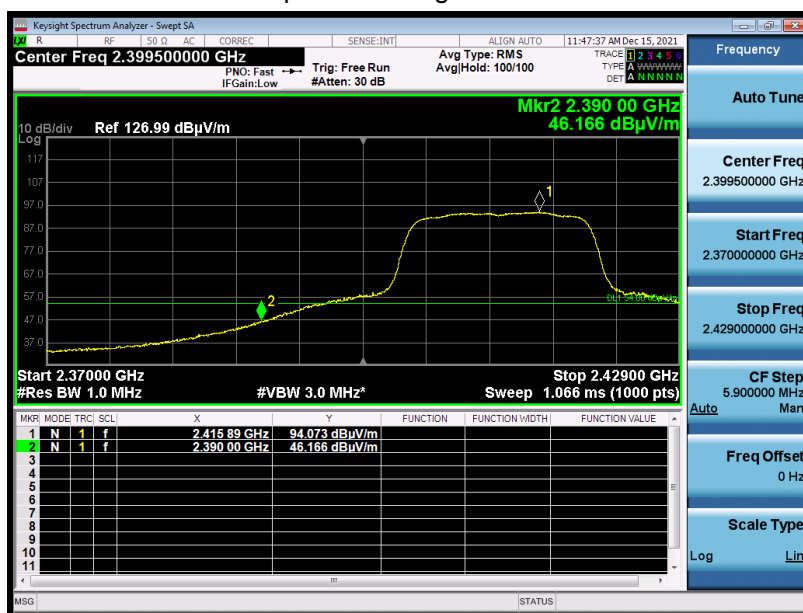 Keysight Spectrum Analyzer - Swept SA
LXI R RF 50 Ω AC CORREC SENSE:INT ALIGN AUTO 11:47:37 AM Dec 15, 2021
Center Freq 2.399500000 GHz
PNO: Fast
IFGain:Low
Trig: Free Run
#Atten: 30 dB
Avg Type: RMS
Avg|Hold: 100/100
TRACE 1 2 3 4 5 6
TYPE A WWWWW
DET A N N N N N
Mkr2 2.390 00 GHz
46.166 dBµV/m
10 dB/div Ref 126.99 dBµV/m
Log
117
107
97.0
87.0
77.0
67.0
57.0
47.0
37.0
1
2
Start 2.37000 GHz Stop 2.42900 GHz
#Res BW 1.0 MHz #VBW 3.0 MHz* Sweep 1.066 ms (1000 pts)
MKR MODE TRC SCL X Y FUNCTION FUNCTION WIDTH FUNCTION VALUE
1 N 1 f 2.415 89 GHz 94.073 dBµV/m
2 N 1 f 2.390 00 GHz 46.166 dBµV/m
3
4
5
6
7
8
9
10
11
MSG STATUS
Frequency
Auto Tune
Center Freq
2.399500000 GHz
Start Freq
2.370000000 GHz
Stop Freq
2.429000000 GHz
CF Step
5.900000 MHz
Auto Man
Freq Offset
0 Hz
Scale Type
Log Lin